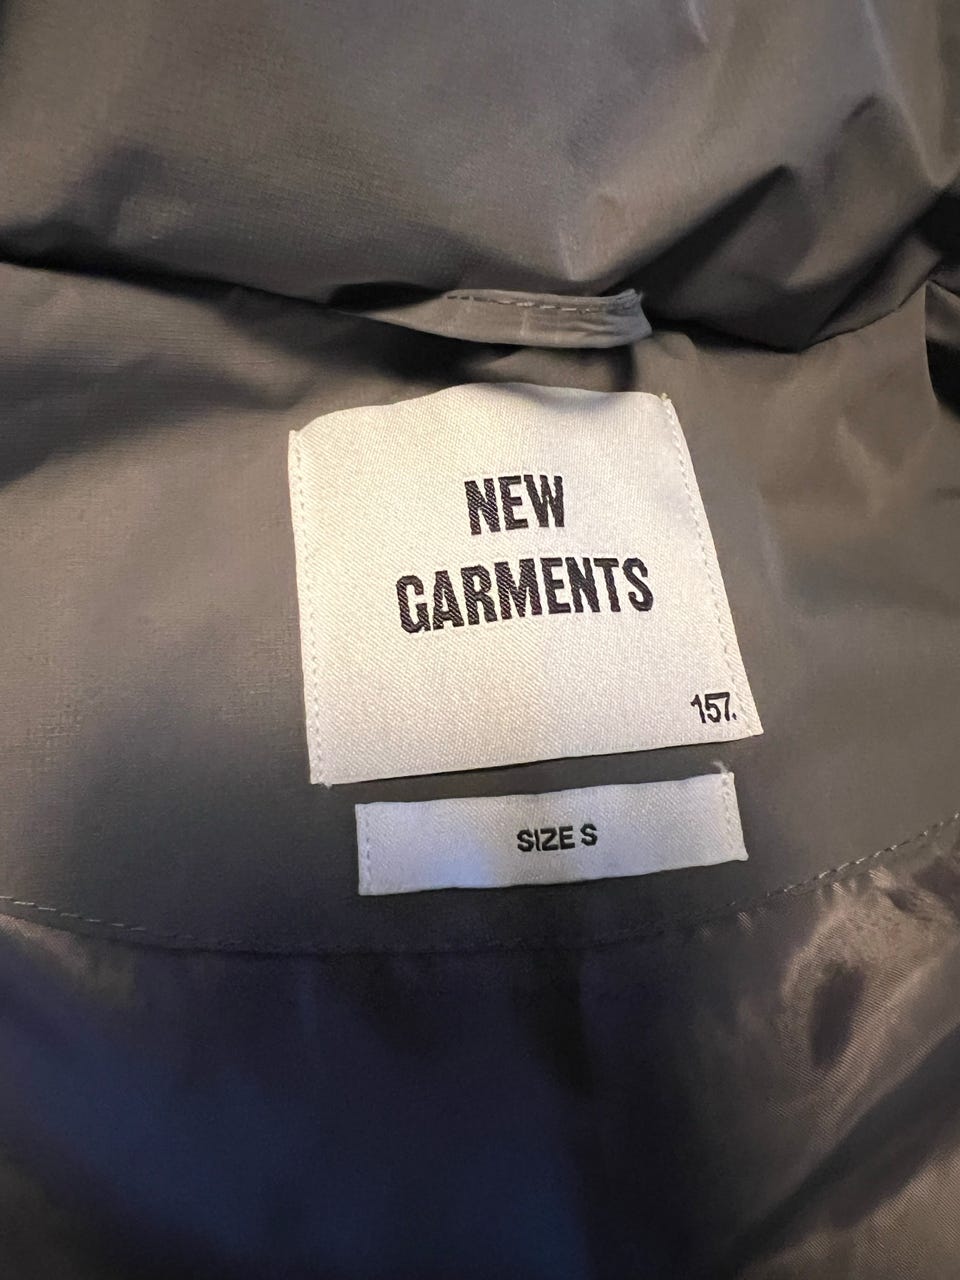 NEW
GARMENTS
157.
SIZE S